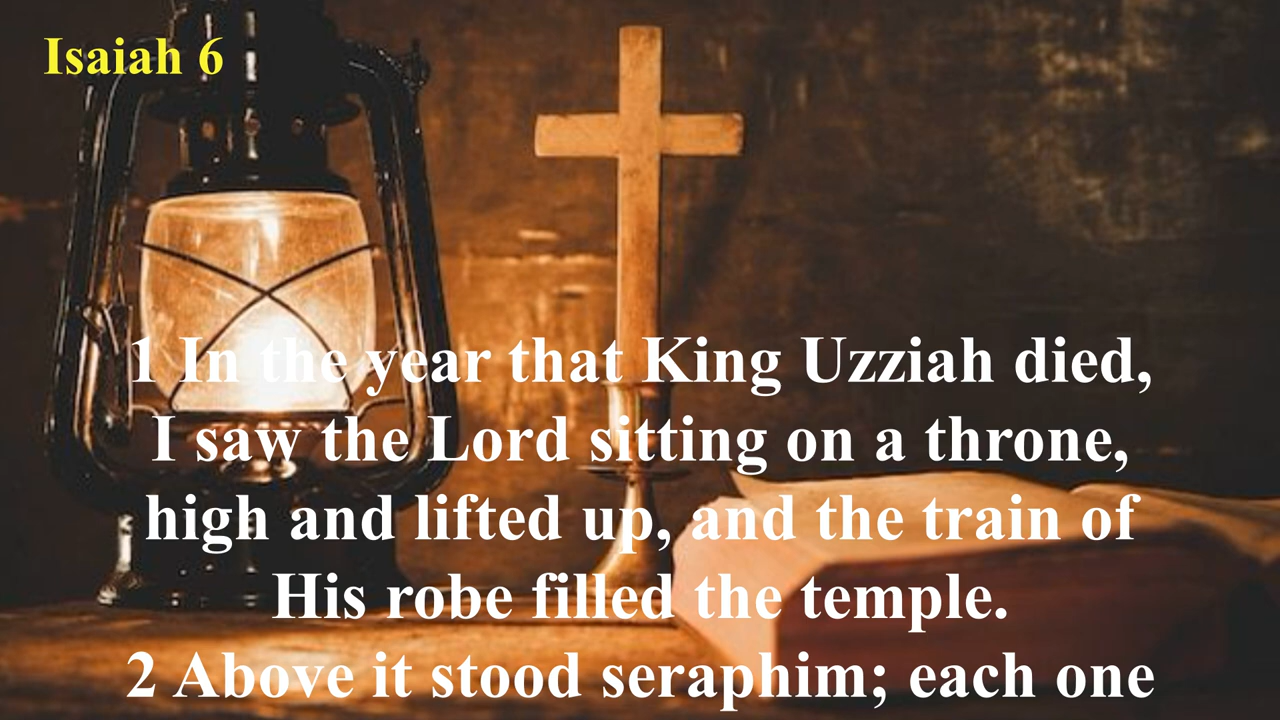 Isaiah 6
1 In the year that King Uzziah died,
I saw the Lord sitting on a throne,
high and lifted up, and the train of
His robe filled the temple.
2 Above it stood seraphim; each one